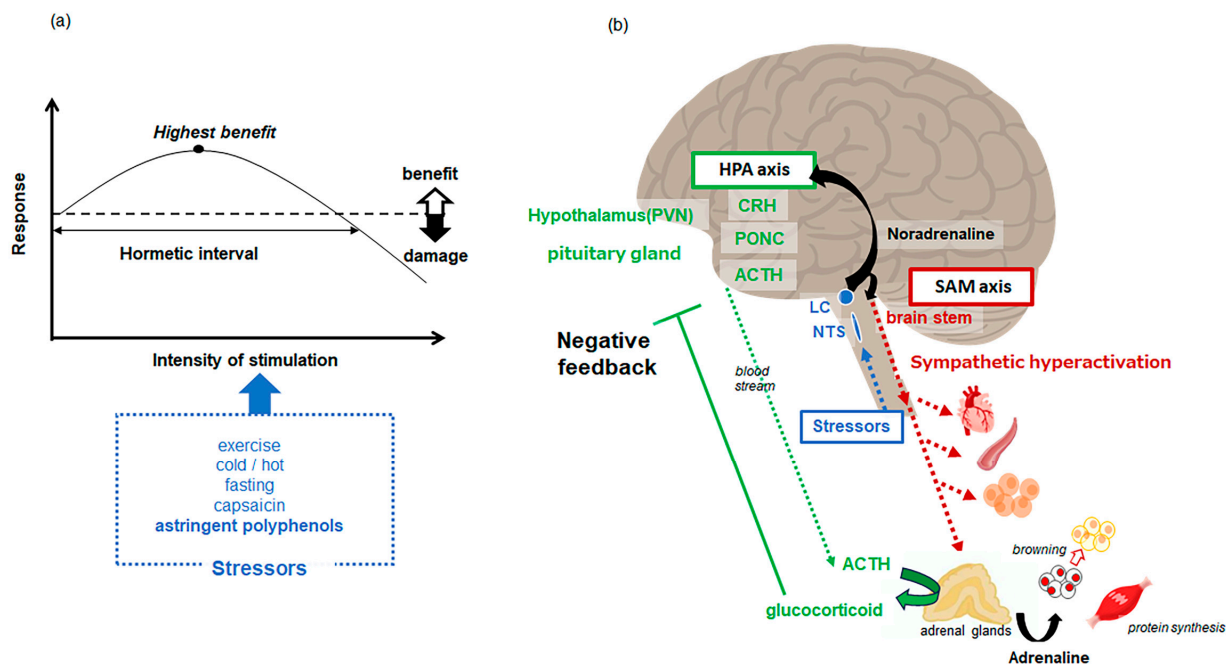 (a)
Highest benefit
benefit
damage
Hormetic interval
Response
Intensity of stimulation
exercise
cold / hot
fasting
capsaicin
astringent polyphenols
Stressors
(b)
HPA axis
CRH
Hypothalamus(PVN)
PONC
pituitary gland
ACTH
Noradrenaline
SAM axis
LC
brain stem
NTS
Negative
feedback
Sympathetic hyperactivation
blood
stream
Stressors
ACTH
glucocorticoid
adrenal glands
browning
protein synthesis
Adrenaline